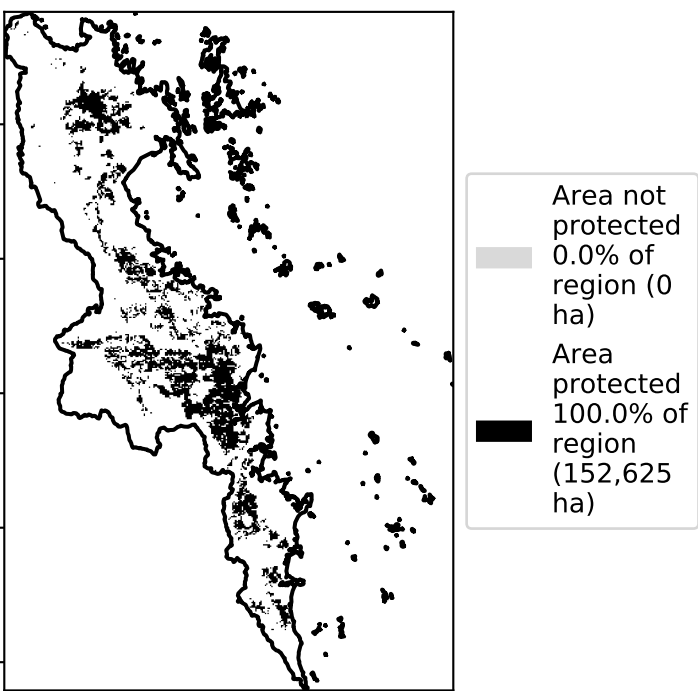 Area not
protected
0.0% of
region (0
ha)
Area
protected
100.0% of
region
(152,625
ha)